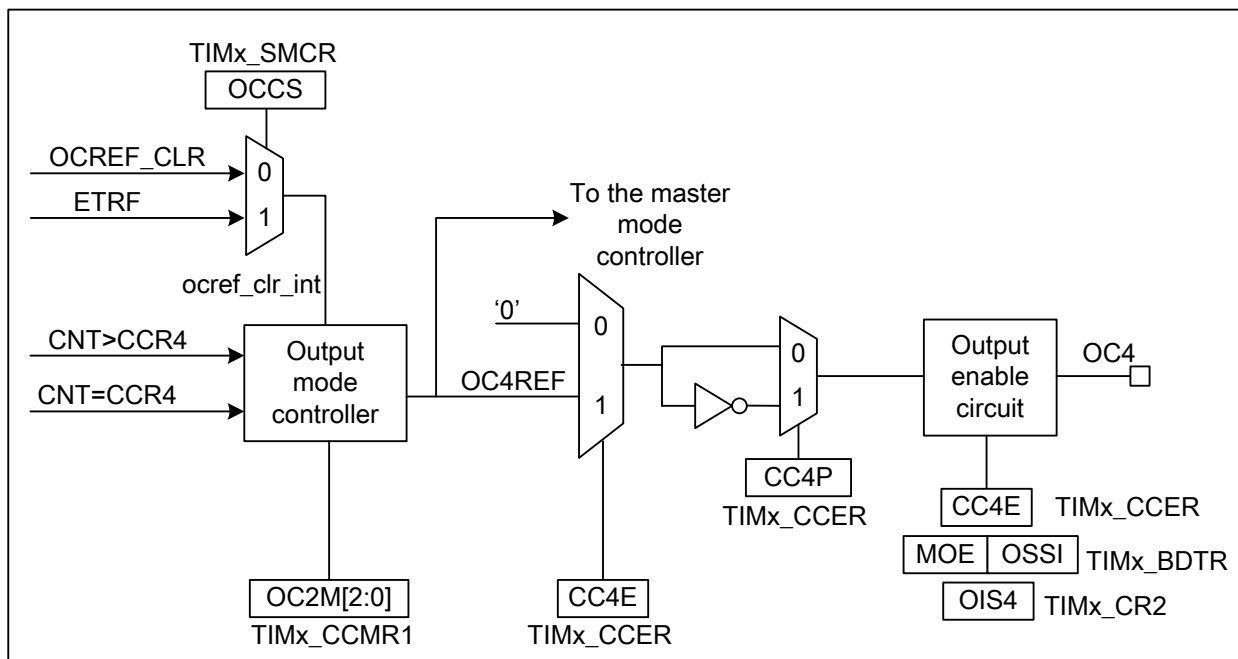 TIMx_SMCR
OCCS
OCREF_CLR
0
ETRF
1
ocref_clr_int
To the master
mode
controller
CNT>CCR4
CNT=CCR4
Output
mode
controller
‘0’
0
OC4REF
1
0
1
Output
enable
circuit
OC4
CC4P
TIMx_CCER
CC4E
TIMx_CCER
MOE
OSSI
TIMx_BDTR
OIS4
TIMx_CR2
OC2M[2:0]
TIMx_CCMR1
CC4E
TIMx_CCER